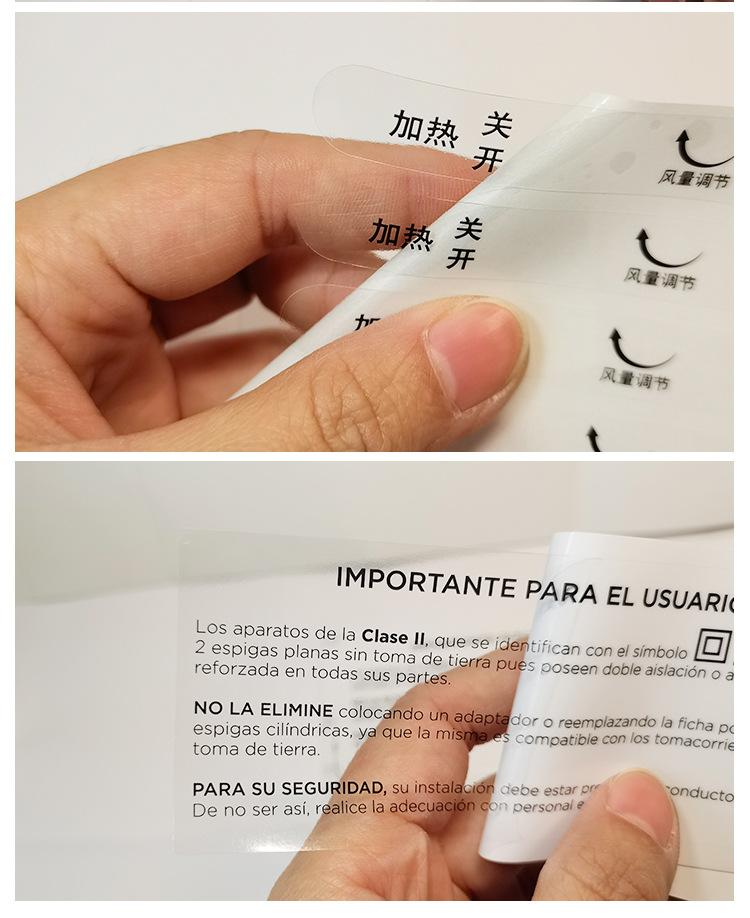 加热 关
开
风量调节
加热 关
开
风量调节
风量调节
IMPORTANTE PARA EL USUARIO
Los aparatos de la Clase II, que se identifican con el símbolo
2 espigas planas sin toma de tierra pues poseen doble aislación o
reforzada en todas sus partes.
NO LA ELIMINE colocando un adaptador o reemplazando la ficha
espigas cilíndricas, ya que la misma es compatible con los
toma de tierra.
PARA SU SEGURIDAD, su instalación debe estar
De no ser así, realice la adecuación con personal